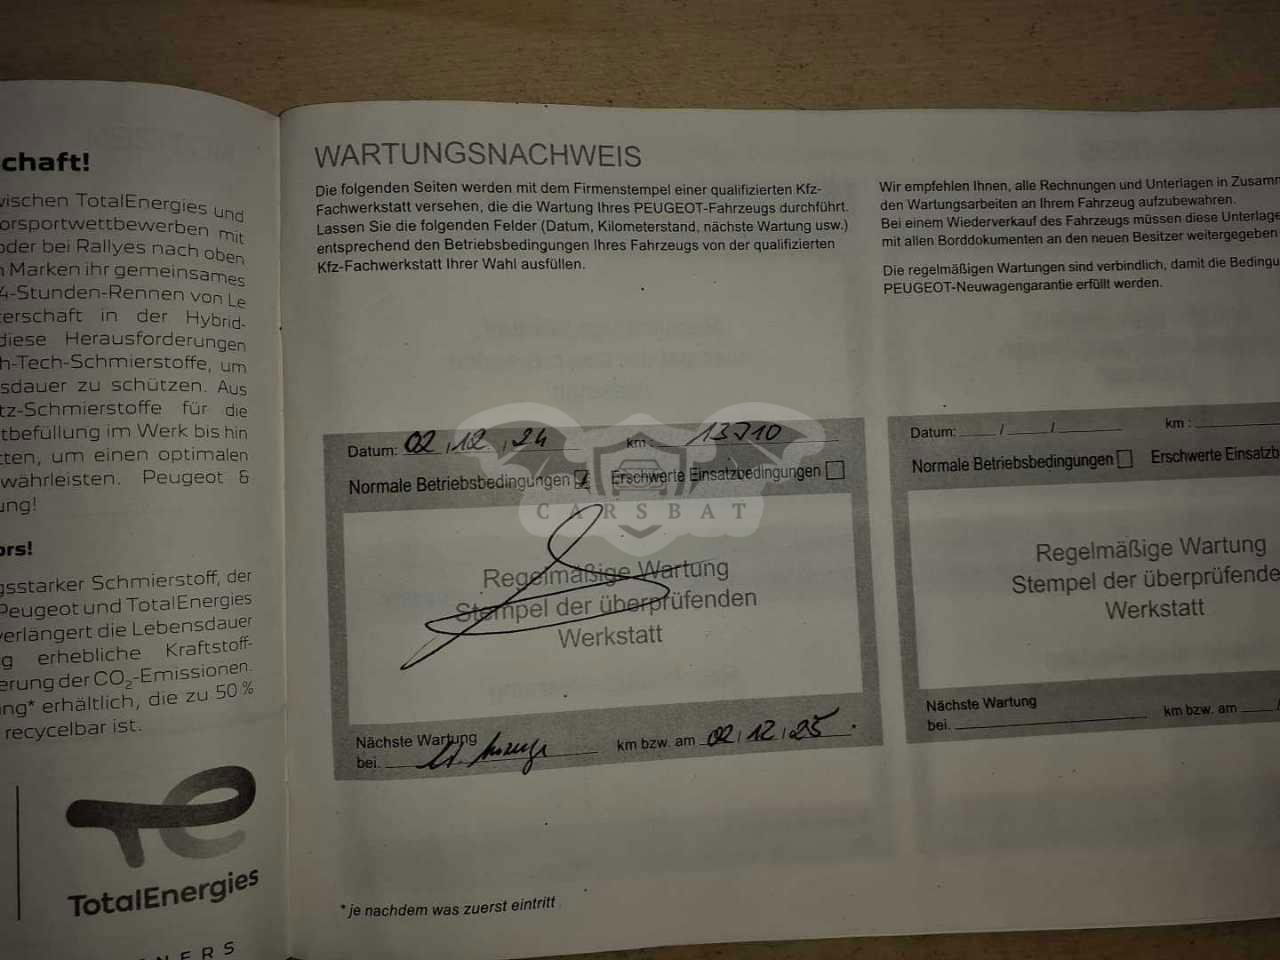 chaft!
wischen TotalEnergies und
orsportwettbewerben mit
oder bei Rallyes nach oben
n Marken ihr gemeinsames
4-Stunden-Rennen von Le
terschaft in der Hybrid-
diese Herausforderungen
h-Tech-Schmierstoffe, um
sdauer zu schützen. Aus
tz-Schmierstoffe für die
tbefüllung im Werk bis hin
tten, um einen optimalen
währleisten. Peugeot &
ung!
ors!
gsstarker Schmierstoff, der
Peugeot und TotalEnergies
verlängert die Lebensdauer
g erhebliche Kraftstoff-
erung der CO₂-Emissionen.
ng* erhältlich, die zu 50 %
recycelbar ist.
TotalEnergies
NERS
WARTUNGSNACHWEIS
Die folgenden Seiten werden mit dem Firmenstempel einer qualifizierten Kfz-
Fachwerkstatt versehen, die die Wartung Ihres PEUGEOT-Fahrzeugs durchführt.
Lassen Sie die folgenden Felder (Datum, Kilometerstand, nächste Wartung usw.)
entsprechend den Betriebsbedingungen Ihres Fahrzeugs von der qualifizierten
Kfz-Fachwerkstatt Ihrer Wahl ausfüllen.
Datum: 02 / 12 / 24 km :
Normale Betriebsbedingungen Erschwerte Einsatzbedingungen
CARSBAT
Regelmäßige Wartung
Stempel der überprüfenden
Werkstatt
Nächste Wartung
bei. km bzw. am 02 / 12 / 25
* je nachdem was zuerst eintritt
Wir empfehlen Ihnen, alle Rechnungen und Unterlagen in Zusamm
den Wartungsarbeiten an Ihrem Fahrzeug aufzubewahren.
Bei einem Wiederverkauf des Fahrzeugs müssen diese Unterlage
mit allen Borddokumenten an den neuen Besitzer weitergegeben
Die regelmäßigen Wartungen sind verbindlich, damit die Bedingu
PEUGEOT-Neuwagengarantie erfüllt werden.
Datum: / / km :
Normale Betriebsbedingungen Erschwerte Einsatzb
Regelmäßige Wartung
Stempel der überprüfende
Werkstatt
Nächste Wartung
bei. km bzw. am /